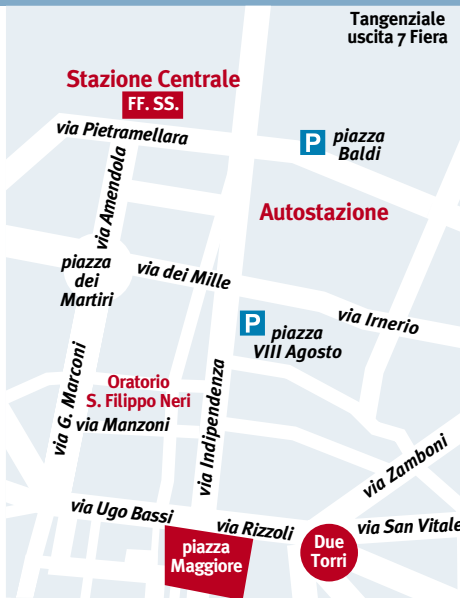 Tangenziale
uscita 7 Fiera
Stazione Centrale
FF. SS.
via Pietramellara
P
piazza
Baldi
via Amendola
Autostazione
piazza
dei
Martiri
via dei Mille
via Irnerio
P
piazza
VIII Agosto
via G. Marconi
Oratorio
S. Filippo Neri
via Manzoni
via Indipendenza
via Zamboni
via Ugo Bassi
via Rizzoli
via San Vitale
piazza
Maggiore
Due
Torri